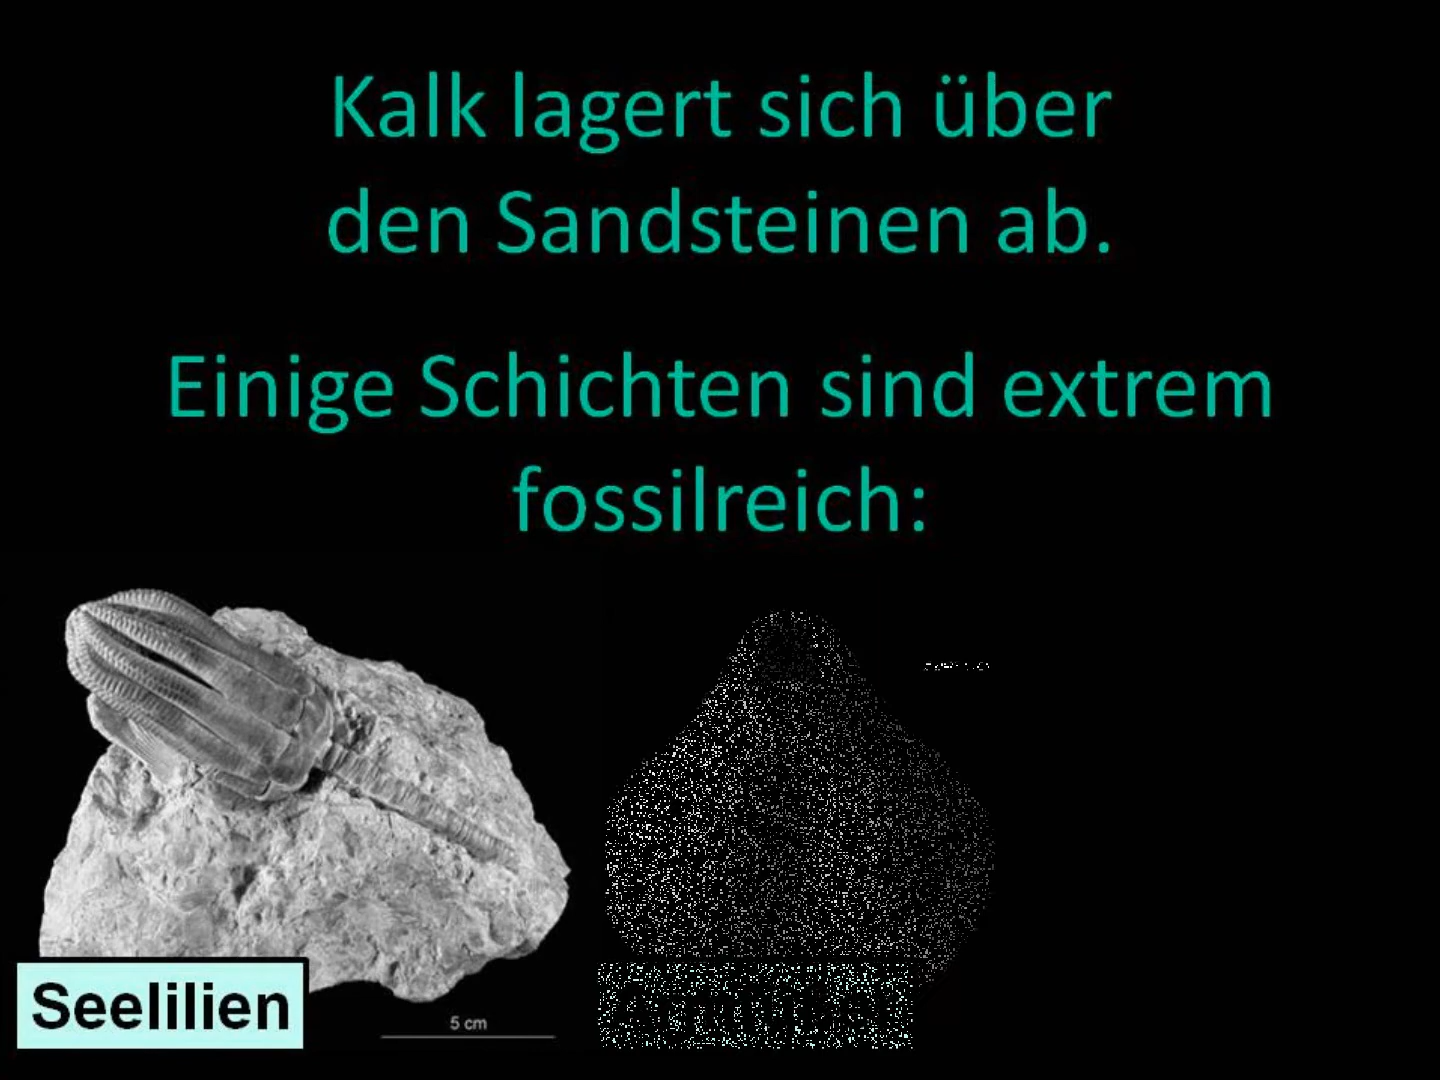 Kalk lagert sich über
den Sandsteinen ab.
Einige Schichten sind extrem
fossilreich:
Seelilien
5 cm